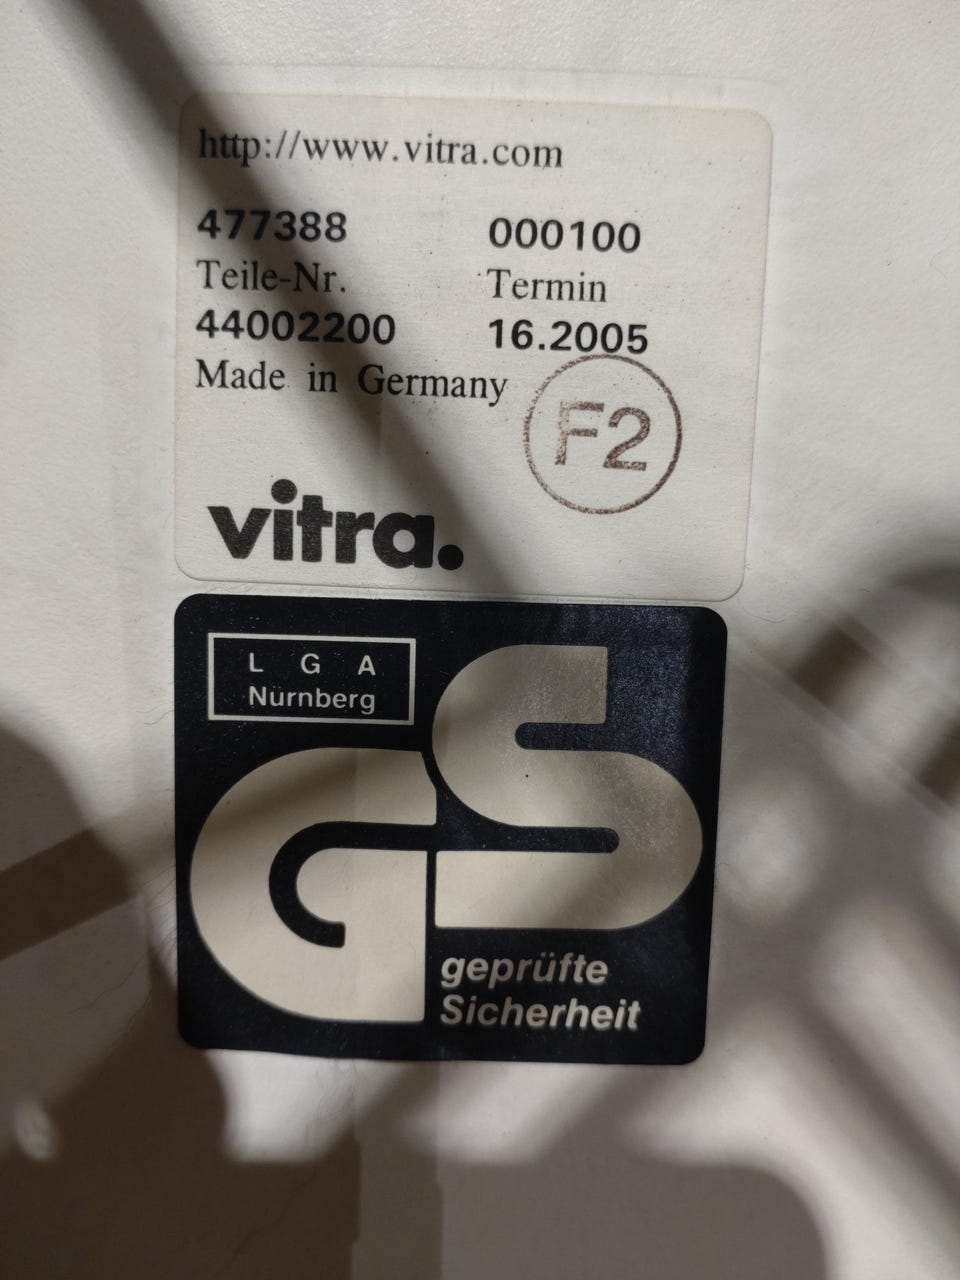 http://www.vitra.com
477388 000100
Teile-Nr. Termin
44002200 16.2005
Made in Germany
F2
vitra.
L G A
Nürnberg
GS
geprüfte
Sicherheit